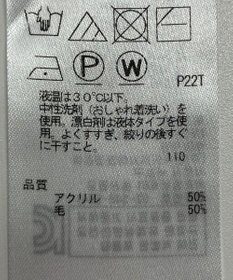 P W P22T
液温は30℃以下。
中性洗剤(おしゃれ着洗い)を
使用。漂白剤は液体タイプを使
用。よくすすぎ、絞りの後すぐ
に干すこと。
110
品質
アクリル 50%
毛 50%